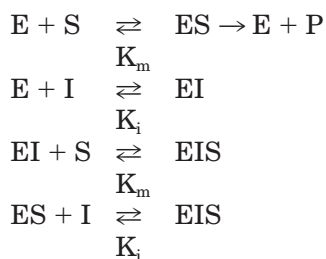 E + S ⇌ ES → E + P
K_m
E + I ⇌ EI
K_i
EI + S ⇌ EIS
K_m
ES + I ⇌ EIS
K_i